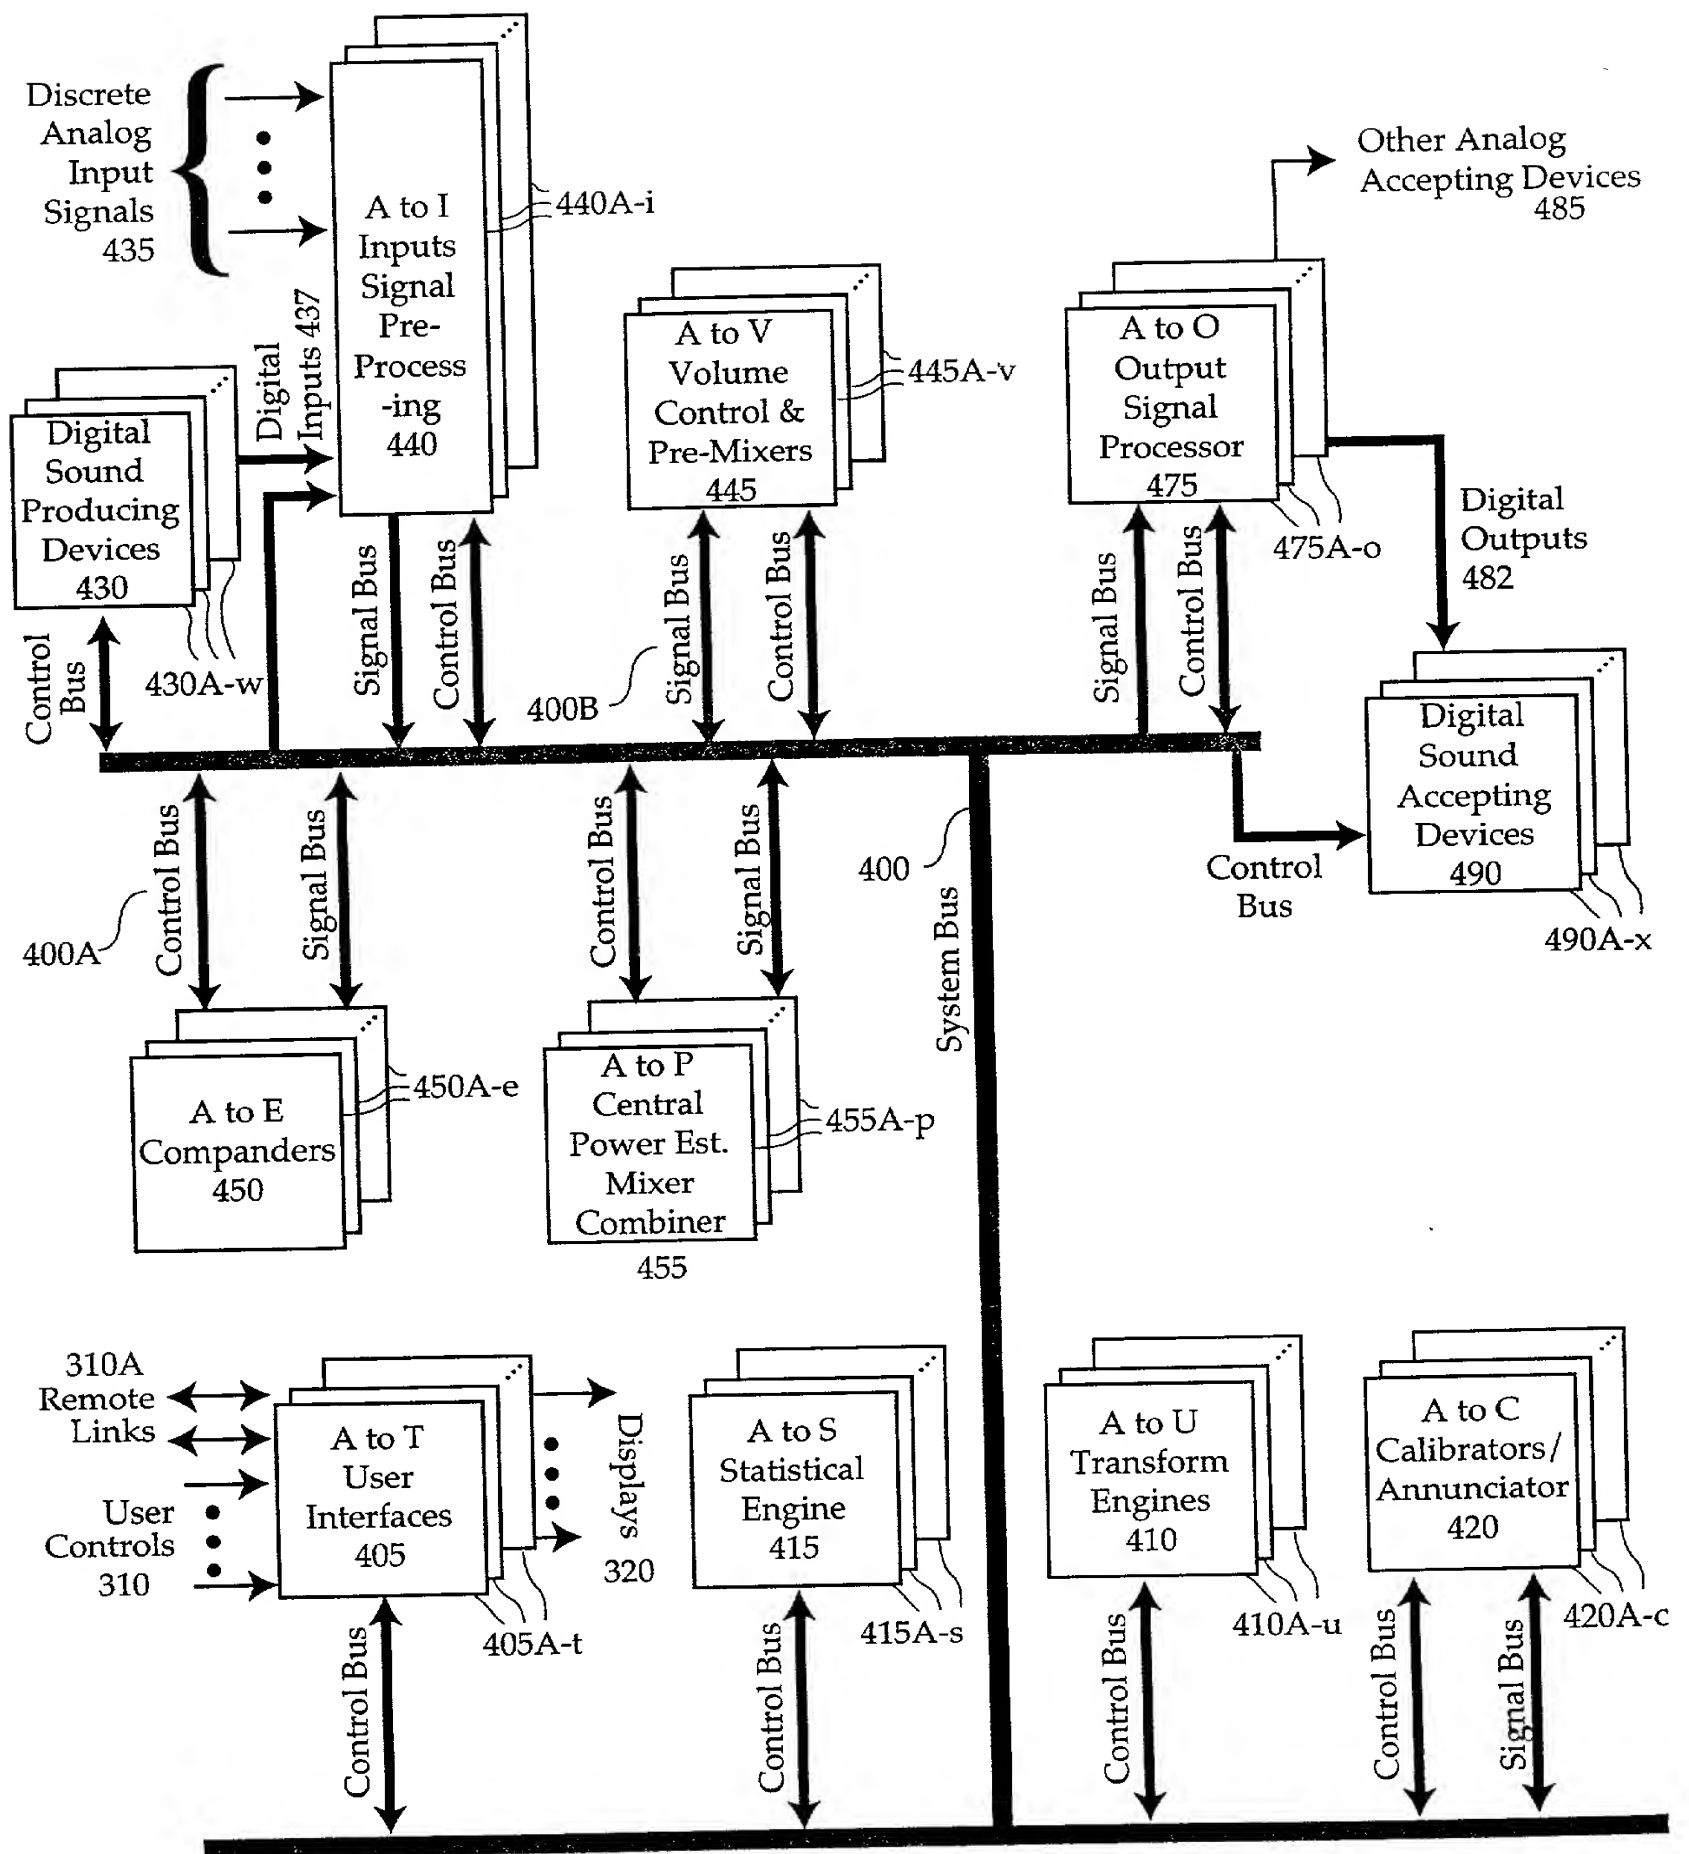 Discrete
Analog
Input
Signals
435
A to I
Inputs
Signal
Pre-
Process
-ing
440
440A-i
Digital
Inputs 437
Digital
Sound
Producing
Devices
430
430A-w
Control
Bus
Signal Bus
Control Bus
A to V
Volume
Control &
Pre-Mixers
445
445A-v
400B
Signal Bus
Control Bus
Other Analog
Accepting Devices
485
A to O
Output
Signal
Processor
475
475A-o
Signal Bus
Control Bus
Digital
Outputs
482
Digital
Sound
Accepting
Devices
490
490A-x
Control
Bus
400A
Control Bus
Signal Bus
A to E
Companders
450
450A-e
Control Bus
Signal Bus
A to P
Central
Power Est.
Mixer
Combiner
455
455A-p
400
System Bus
310A
Remote
Links
User
Controls
310
A to T
User
Interfaces
405
405A-t
Displays
320
Control Bus
A to S
Statistical
Engine
415
415A-s
Control Bus
A to U
Transform
Engines
410
410A-u
Control Bus
A to C
Calibrators/
Annunciator
420
420A-c
Control Bus
Signal Bus